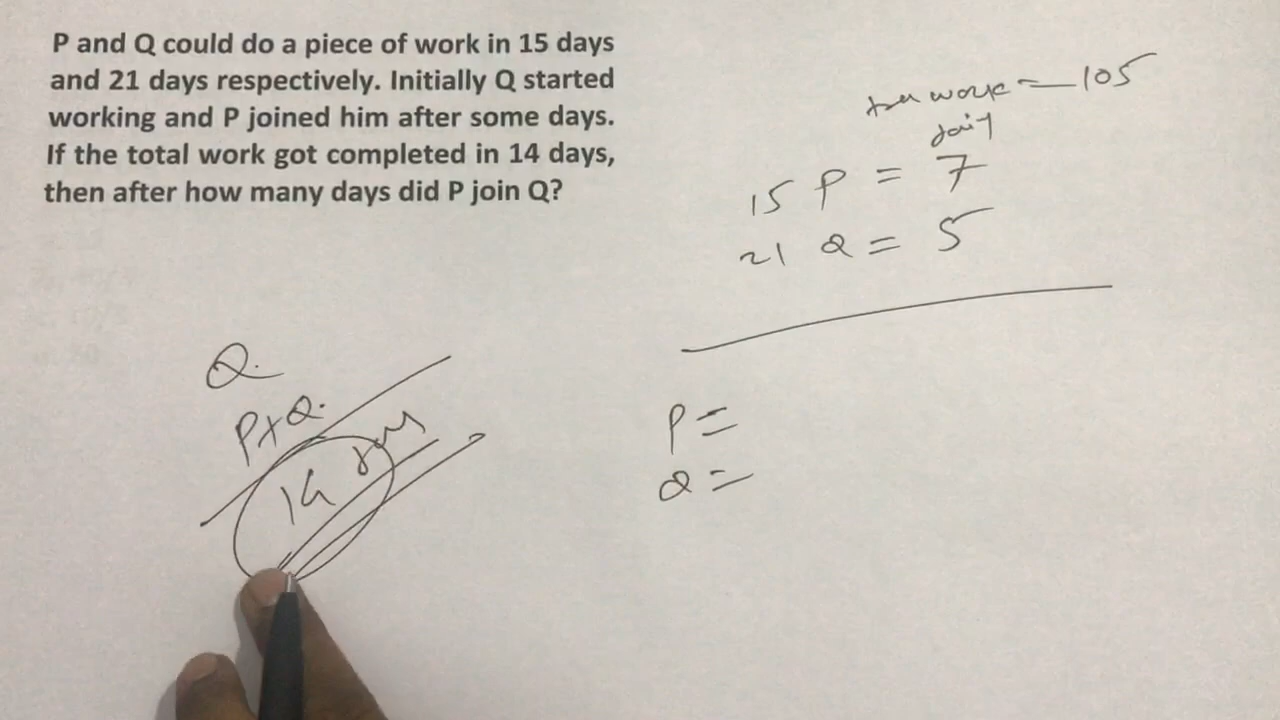 P and Q could do a piece of work in 15 days
and 21 days respectively. Initially Q started
working and P joined him after some days.
If the total work got completed in 14 days,
then after how many days did P join Q?
work = 105
15 P = 7
21 Q = 5
Q.
P+Q.
14 days
P =
Q =